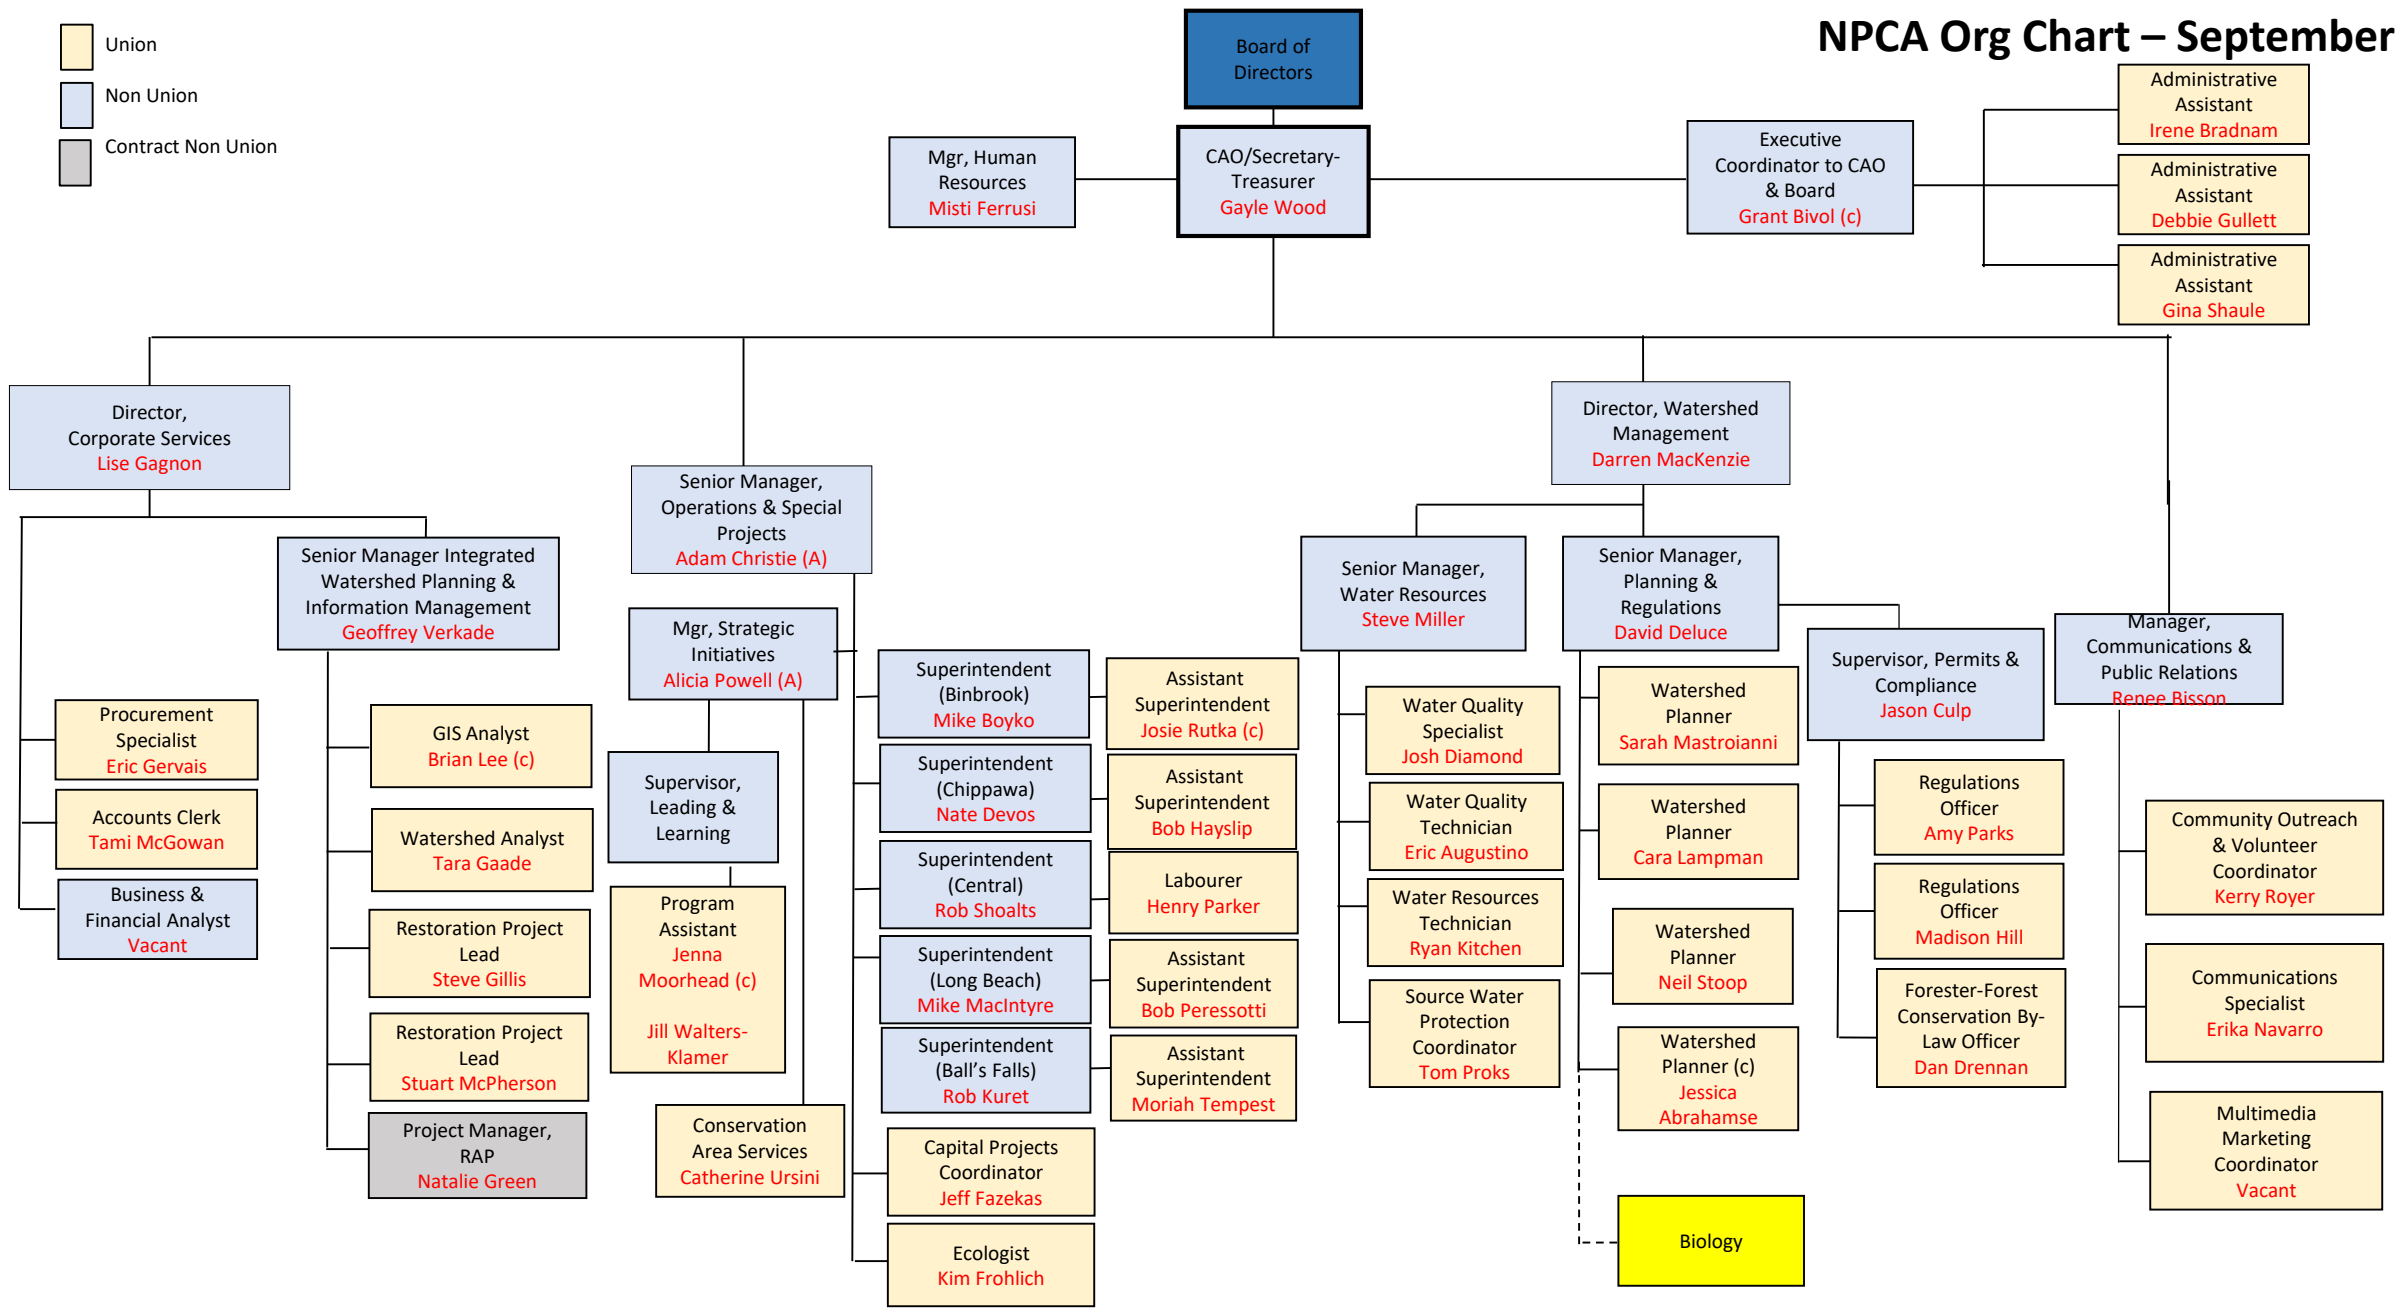 NPCA Org Chart – September
Union
Non Union
Contract Non Union
Board of
Directors
Mgr, Human
Resources
Misti Ferrusi
CAO/Secretary-
Treasurer
Gayle Wood
Executive
Coordinator to CAO
& Board
Grant Bivol (c)
Administrative
Assistant
Irene Bradnam
Administrative
Assistant
Debbie Gullett
Administrative
Assistant
Gina Shaule
Director,
Corporate Services
Lise Gagnon
Procurement
Specialist
Eric Gervais
Accounts Clerk
Tami McGowan
Business &
Financial Analyst
Vacant
Senior Manager Integrated
Watershed Planning &
Information Management
Geoffrey Verkade
GIS Analyst
Brian Lee (c)
Watershed Analyst
Tara Gaade
Restoration Project
Lead
Steve Gillis
Restoration Project
Lead
Stuart McPherson
Project Manager,
RAP
Natalie Green
Senior Manager,
Operations & Special
Projects
Adam Christie (A)
Mgr, Strategic
Initiatives
Alicia Powell (A)
Supervisor,
Leading &
Learning
Program
Assistant
Jenna
Moorhead (c)
Jill Walters-
Klamer
Conservation
Area Services
Catherine Ursini
Superintendent
(Binbrook)
Mike Boyko
Assistant
Superintendent
Josie Rutka (c)
Superintendent
(Chippawa)
Nate Devos
Assistant
Superintendent
Bob Hayslip
Superintendent
(Central)
Rob Shoalts
Labourer
Henry Parker
Superintendent
(Long Beach)
Mike MacIntyre
Assistant
Superintendent
Bob Peressotti
Superintendent
(Ball’s Falls)
Rob Kuret
Assistant
Superintendent
Moriah Tempest
Capital Projects
Coordinator
Jeff Fazekas
Ecologist
Kim Frohlich
Director, Watershed
Management
Darren MacKenzie
Senior Manager,
Water Resources
Steve Miller
Water Quality
Specialist
Josh Diamond
Water Quality
Technician
Eric Augustino
Water Resources
Technician
Ryan Kitchen
Source Water
Protection
Coordinator
Tom Proks
Senior Manager,
Planning &
Regulations
David Deluce
Watershed
Planner
Sarah Mastroianni
Watershed
Planner
Cara Lampman
Watershed
Planner
Neil Stoop
Watershed
Planner (c)
Jessica
Abrahamse
Biology
Supervisor, Permits &
Compliance
Jason Culp
Regulations
Officer
Amy Parks
Regulations
Officer
Madison Hill
Forester-Forest
Conservation By-
Law Officer
Dan Drennan
Manager,
Communications &
Public Relations
Renee Bisson
Community Outreach
& Volunteer
Coordinator
Kerry Royer
Communications
Specialist
Erika Navarro
Multimedia
Marketing
Coordinator
Vacant